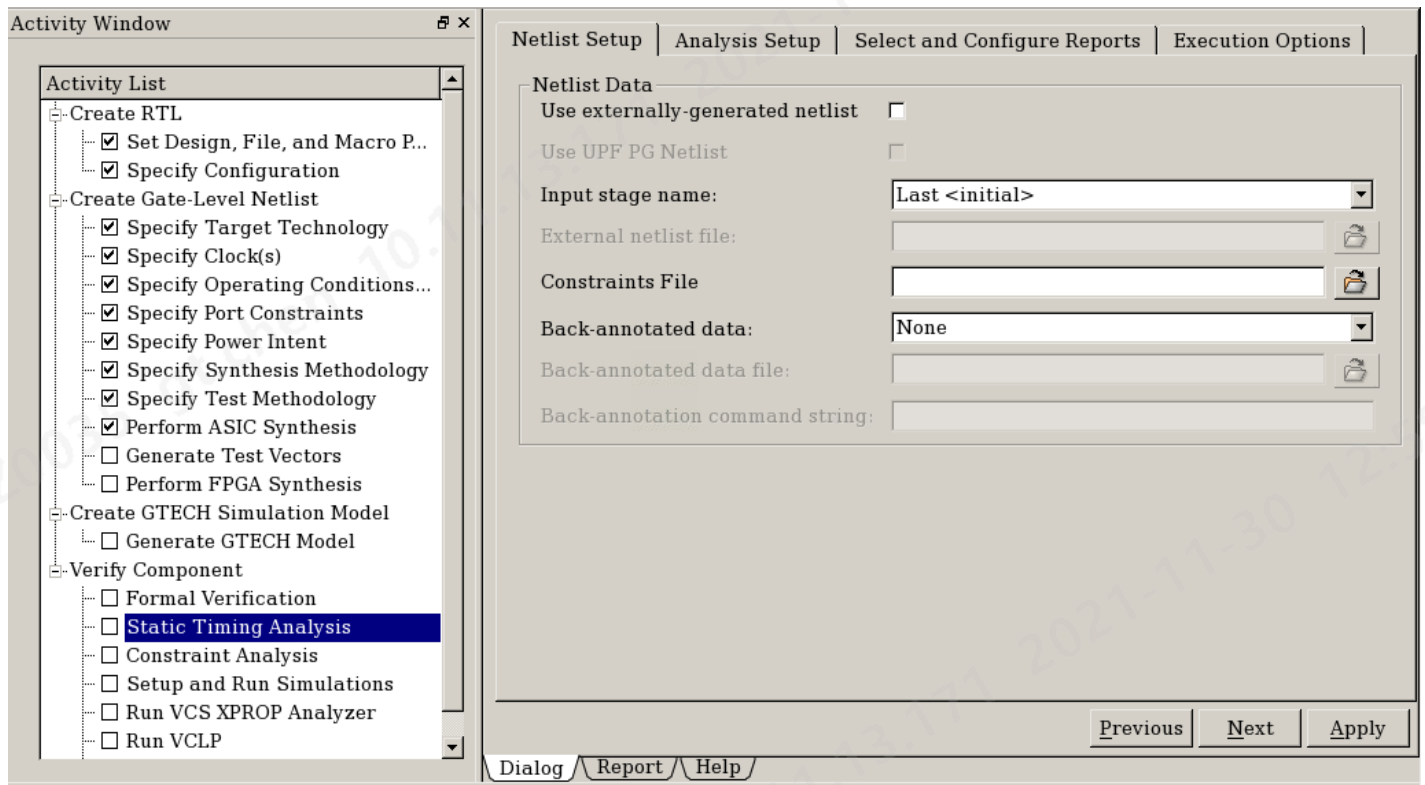 Activity Window
Activity List
Create RTL
Set Design, File, and Macro P...
Specify Configuration
Create Gate-Level Netlist
Specify Target Technology
Specify Clock(s)
Specify Operating Conditions...
Specify Port Constraints
Specify Power Intent
Specify Synthesis Methodology
Specify Test Methodology
Perform ASIC Synthesis
Generate Test Vectors
Perform FPGA Synthesis
Create GTECH Simulation Model
Generate GTECH Model
Verify Component
Formal Verification
Static Timing Analysis
Constraint Analysis
Setup and Run Simulations
Run VCS XPROP Analyzer
Run VCLP
Netlist Setup Analysis Setup Select and Configure Reports Execution Options
Netlist Data
Use externally-generated netlist
Use UPF PG Netlist
Input stage name: Last <initial>
External netlist file:
Constraints File
Back-annotated data: None
Back-annotated data file:
Back-annotation command string:
Previous Next Apply
Dialog Report Help